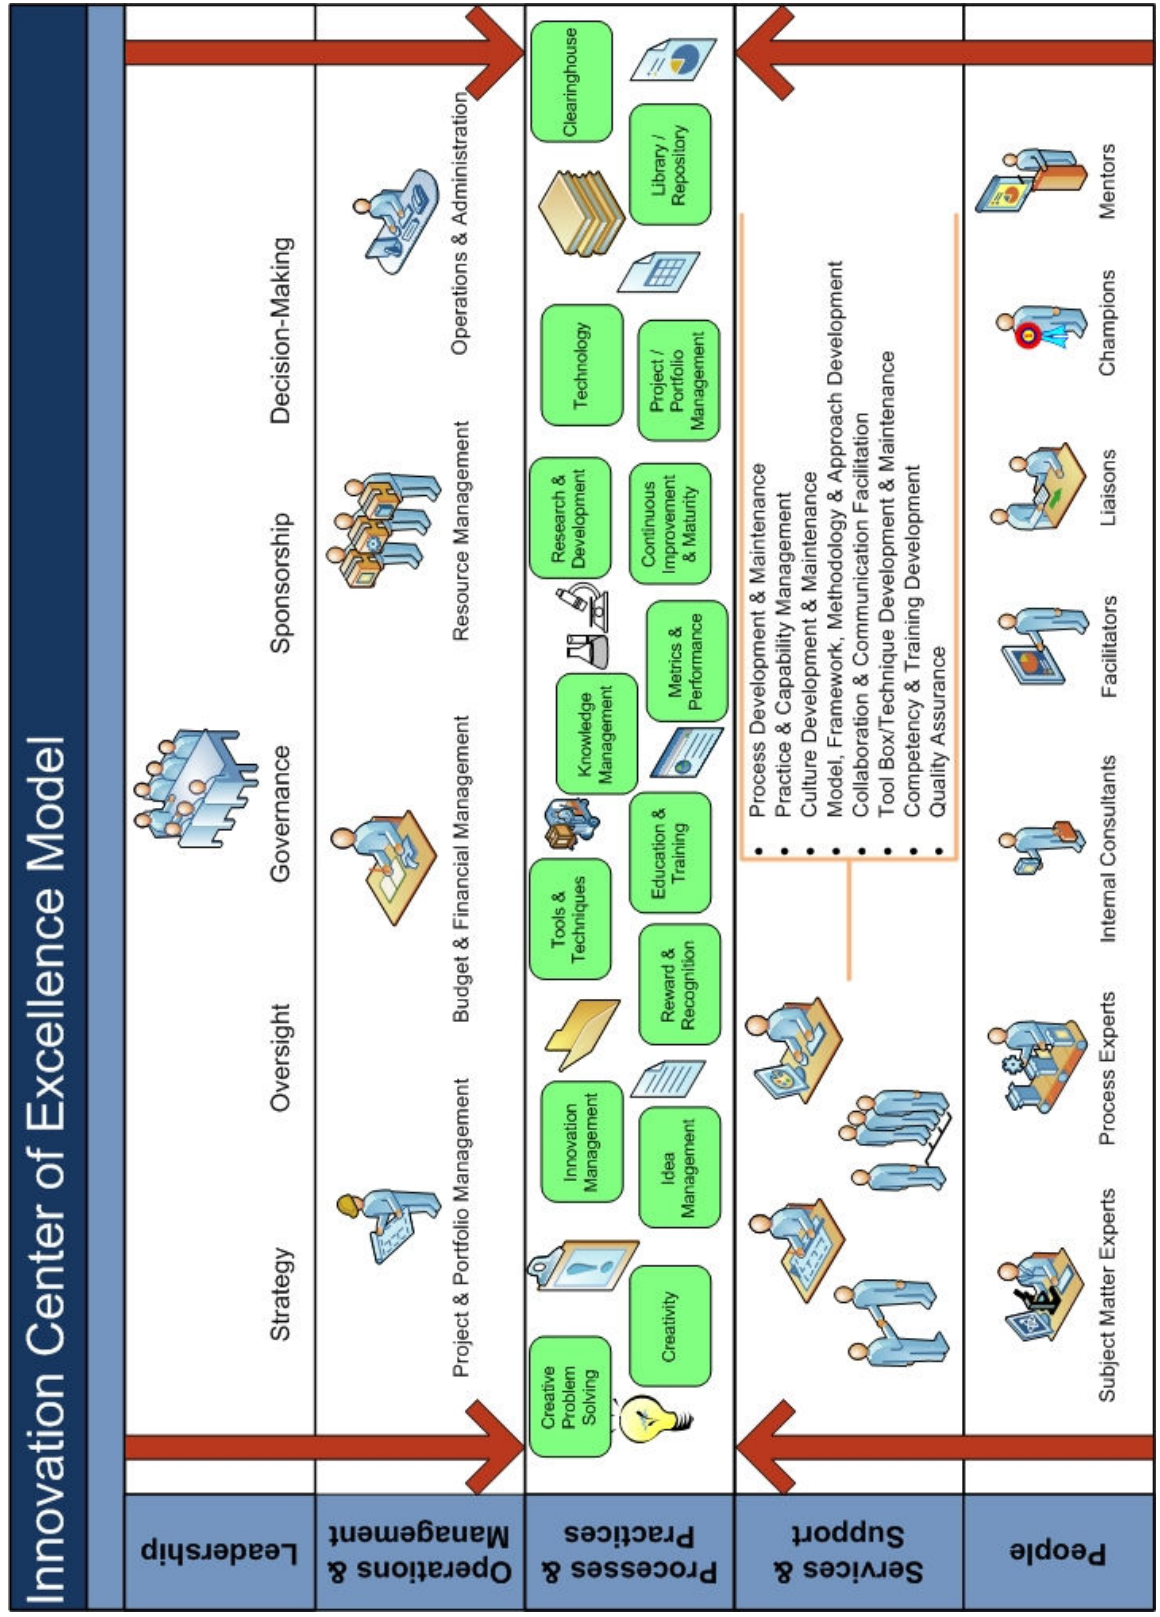 Innovation Center of Excellence Model
Leadership
Strategy
Oversight
Governance
Sponsorship
Decision-Making
Operations &
Management
Project & Portfolio Management
Budget & Financial Management
Resource Management
Operations & Administration
Processes &
Practices
Creative
Problem
Solving
Creativity
Innovation
Management
Idea
Management
Tools &
Techniques
Reward &
Recognition
Education &
Training
Knowledge
Management
Metrics &
Performance
Research &
Development
Continuous
Improvement
& Maturity
Technology
Project /
Portfolio
Management
Clearinghouse
Library /
Repository
Services &
Support
• Process Development & Maintenance
• Practice & Capability Management
• Culture Development & Maintenance
• Model, Framework, Methodology & Approach Development
• Collaboration & Communication Facilitation
• Tool Box/Technique Development & Maintenance
• Competency & Training Development
• Quality Assurance
People
Subject Matter Experts
Process Experts
Internal Consultants
Facilitators
Liaisons
Champions
Mentors